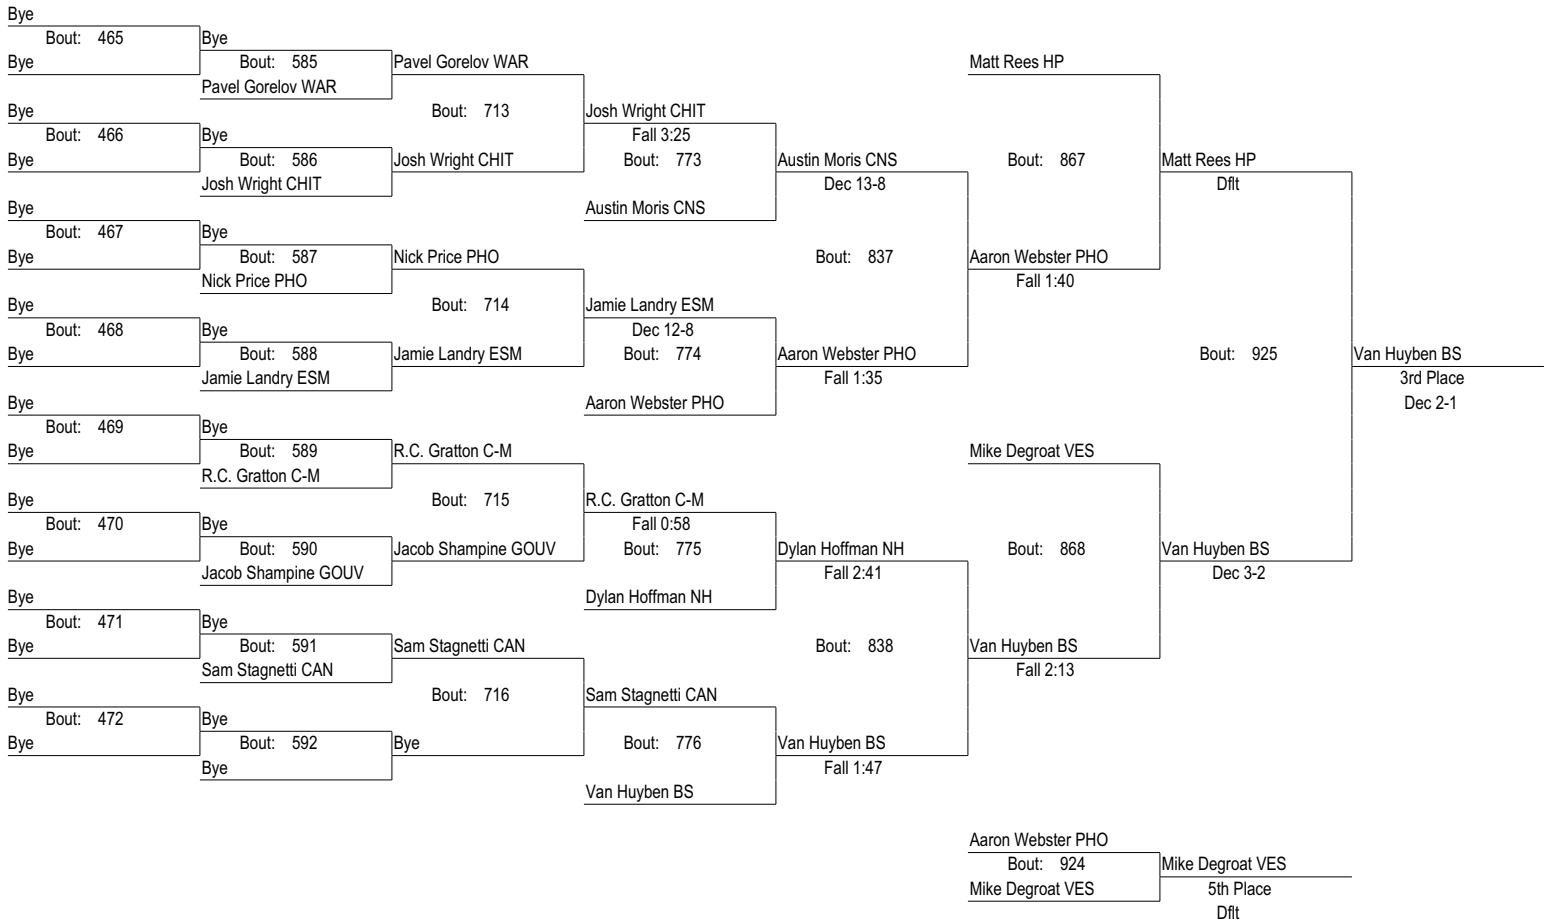 Bye
Bout: 465
Bye
Bye
Bout: 585
Pavel Gorelov WAR
Pavel Gorelov WAR
Bye
Bout: 466
Bye
Bye
Bout: 586
Josh Wright CHIT
Bout: 713
Josh Wright CHIT
Josh Wright CHIT
Fall 3:25
Bout: 773
Austin Moris CNS
Austin Moris CNS
Dec 13-8
Bye
Bout: 467
Bye
Bye
Bout: 587
Nick Price PHO
Nick Price PHO
Bye
Bout: 468
Bye
Bye
Bout: 588
Jamie Landry ESM
Bout: 714
Jamie Landry ESM
Jamie Landry ESM
Dec 12-8
Bout: 774
Aaron Webster PHO
Aaron Webster PHO
Fall 1:35
Bout: 837
Matt Rees HP
Bout: 867
Aaron Webster PHO
Fall 1:40
Matt Rees HP
Dflt
Bye
Bout: 469
Bye
Bye
Bout: 589
R.C. Gratton C-M
R.C. Gratton C-M
Bye
Bout: 470
Bye
Bye
Bout: 590
Jacob Shampine GOUV
Bout: 715
Jacob Shampine GOUV
R.C. Gratton C-M
Fall 0:58
Bout: 775
Dylan Hoffman NH
Dylan Hoffman NH
Fall 2:41
Bye
Bout: 471
Bye
Bye
Bout: 591
Sam Stagnetti CAN
Sam Stagnetti CAN
Bye
Bout: 472
Bye
Bye
Bout: 592
Bye
Bout: 716
Bye
Sam Stagnetti CAN
Bout: 776
Van Huyben BS
Van Huyben BS
Fall 1:47
Bout: 838
Mike Degroat VES
Bout: 868
Van Huyben BS
Fall 2:13
Van Huyben BS
Dec 3-2
Bout: 925
Van Huyben BS
3rd Place
Dec 2-1
Aaron Webster PHO
Bout: 924
Mike Degroat VES
Mike Degroat VES
5th Place
Dflt